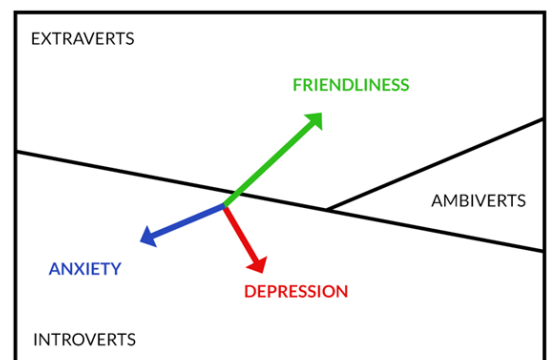 EXTRAVERTS
FRIENDLINESS
AMBIVERTS
ANXIETY
DEPRESSION
INTROVERTS